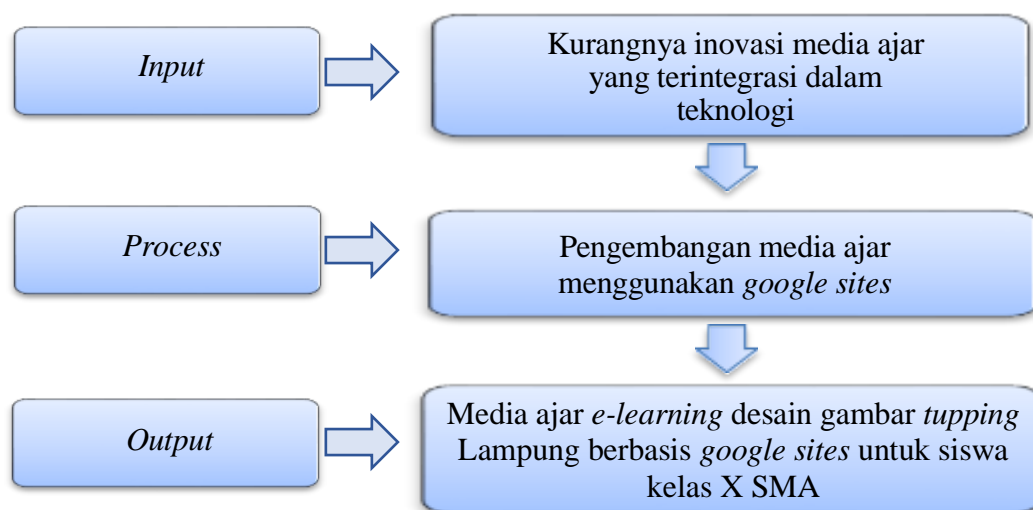 Input
Kurangnya inovasi media ajar
yang terintegrasi dalam
teknologi
Process
Pengembangan media ajar
menggunakan google sites
Output
Media ajar e-learning desain gambar tupping
Lampung berbasis google sites untuk siswa
kelas X SMA